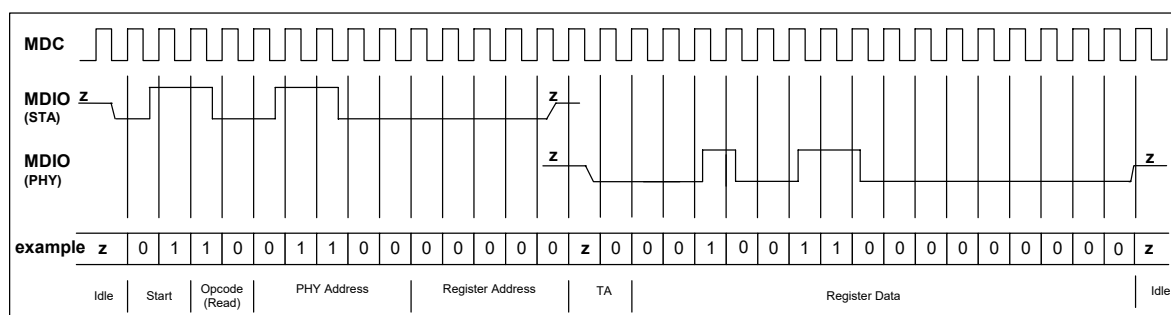 MDC
MDIO z z
(STA)
MDIO z z
(PHY)
example z 0 1 1 0 0 1 1 0 0 0 0 0 0 0 z 0 0 0 1 0 0 1 1 0 0 0 0 0 0 0 0 0 z
Idle Start Opcode (Read) PHY Address Register Address TA Register Data Idle